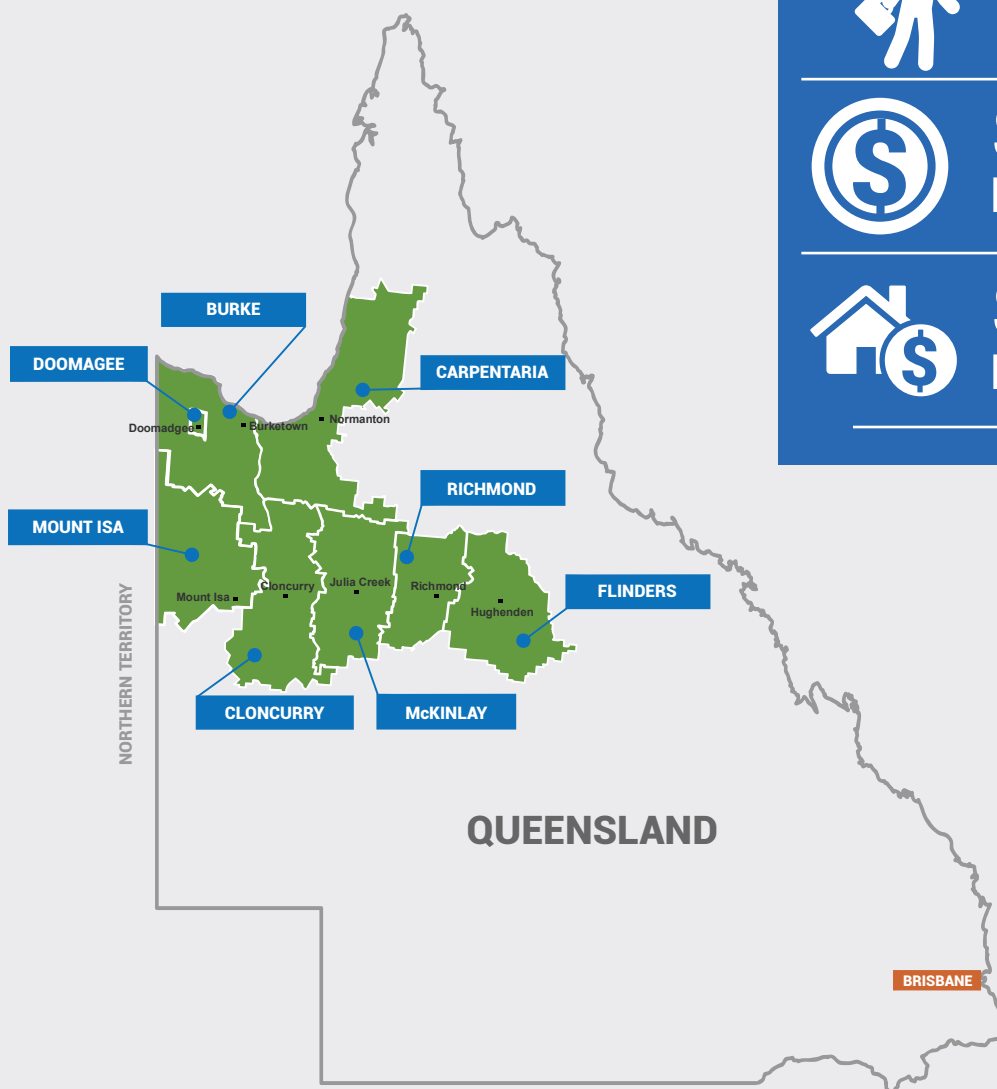 BURKE
DOOMAGEE
CARPENTARIA
Normanton
Burketown
Doomadgee
RICHMOND
MOUNT ISA
FLINDERS
Julia Creek
Cloncurry
Richmond
Mount Isa
Hughenden
NORTHERN TERRITORY
CLONCURRY
McKINLAY
QUEENSLAND
BRISBANE
$
$